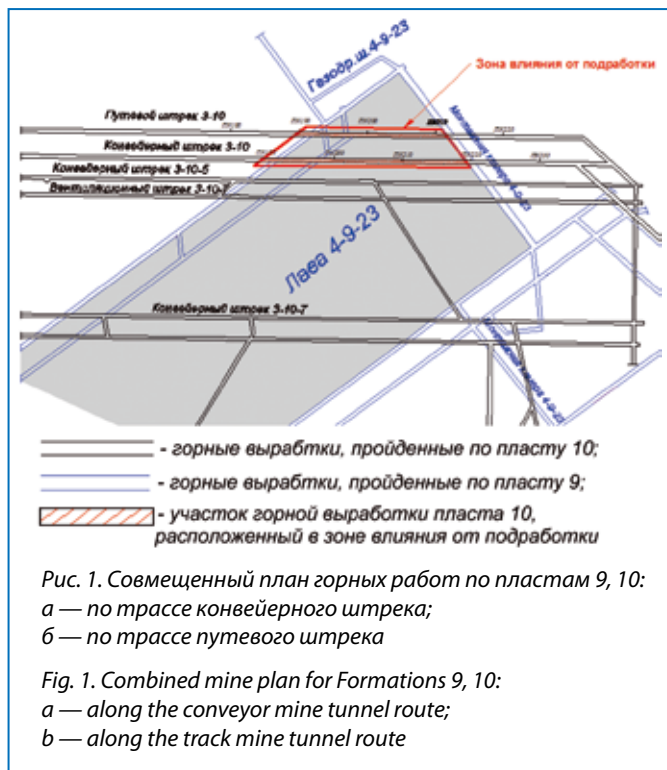 Газодр.ш.4-9-23
Зона влияния от подработки
Путевой штрек 3-10
Конвейерный штрек 3-10
Конвейерный штрек 3-10-5
Вентиляционный штрек 3-10-7
Лава 4-9-23
Конвейерный штрек 3-10-7
- горные вырабтки, пройденные по пласту 10;
- горные вырабтки, пройденные по пласту 9;
- участок горной выработки пласта 10,
расположенный в зоне влияния от подработки
Рис. 1. Совмещенный план горных работ по пластам 9, 10:
а — по трассе конвейерного штрека;
б — по трассе путевого штрека
Fig. 1. Combined mine plan for Formations 9, 10:
a — along the conveyor mine tunnel route;
b — along the track mine tunnel route